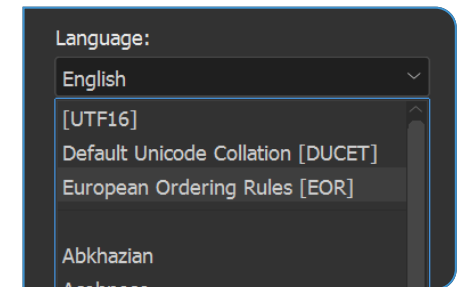 Language:
English
[UTF16]
Default Unicode Collation [DUCET]
European Ordering Rules [EOR]
Abkhazian